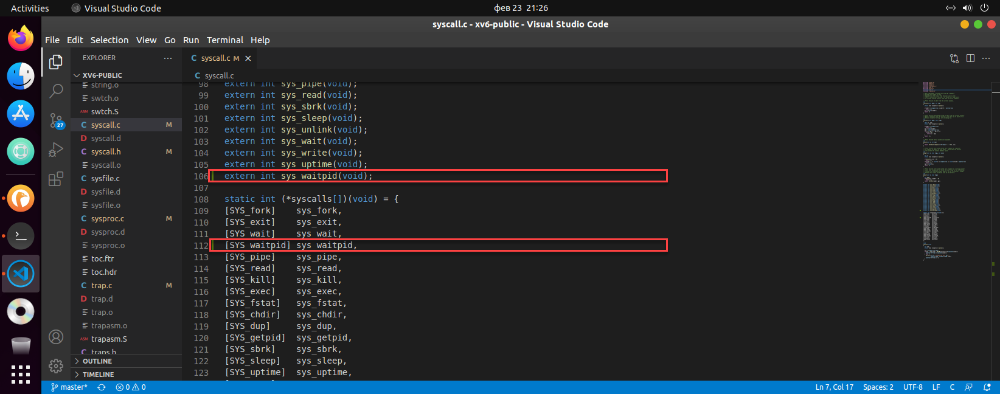 Activities Visual Studio Code фев 23 21:26
syscall.c - xv6-public - Visual Studio Code
File Edit Selection View Go Run Terminal Help
EXPLORER ···
XV6-PUBLIC
string.o
swtch.o
ASM swtch.S
C syscall.c M
D syscall.d
C syscall.h M
syscall.o
C sysfile.c
D sysfile.d
sysfile.o
C sysproc.c M
D sysproc.d
sysproc.o
toc.ftr
toc.hdr
C trap.c M
D trap.d
trap.o
trapasm.o
ASM trapasm.S
C traps.h
OUTLINE
TIMELINE
27
C syscall.c M ×
C syscall.c
98 extern int sys_pipe(void);
99 extern int sys_read(void);
100 extern int sys_sbrk(void);
101 extern int sys_sleep(void);
102 extern int sys_unlink(void);
103 extern int sys_wait(void);
104 extern int sys_write(void);
105 extern int sys_uptime(void);
106 extern int sys_waitpid(void);
107
108 static int (*syscalls[])(void) = {
109 [SYS_fork] sys_fork,
110 [SYS_exit] sys_exit,
111 [SYS_wait] sys_wait,
112 [SYS_waitpid] sys_waitpid,
113 [SYS_pipe] sys_pipe,
114 [SYS_read] sys_read,
115 [SYS_kill] sys_kill,
116 [SYS_exec] sys_exec,
117 [SYS_fstat] sys_fstat,
118 [SYS_chdir] sys_chdir,
119 [SYS_dup] sys_dup,
120 [SYS_getpid] sys_getpid,
121 [SYS_sbrk] sys_sbrk,
122 [SYS_sleep] sys_sleep,
123 [SYS_uptime] sys_uptime,
master* 0 0 Ln 7, Col 17 Spaces: 2 UTF-8 LF C